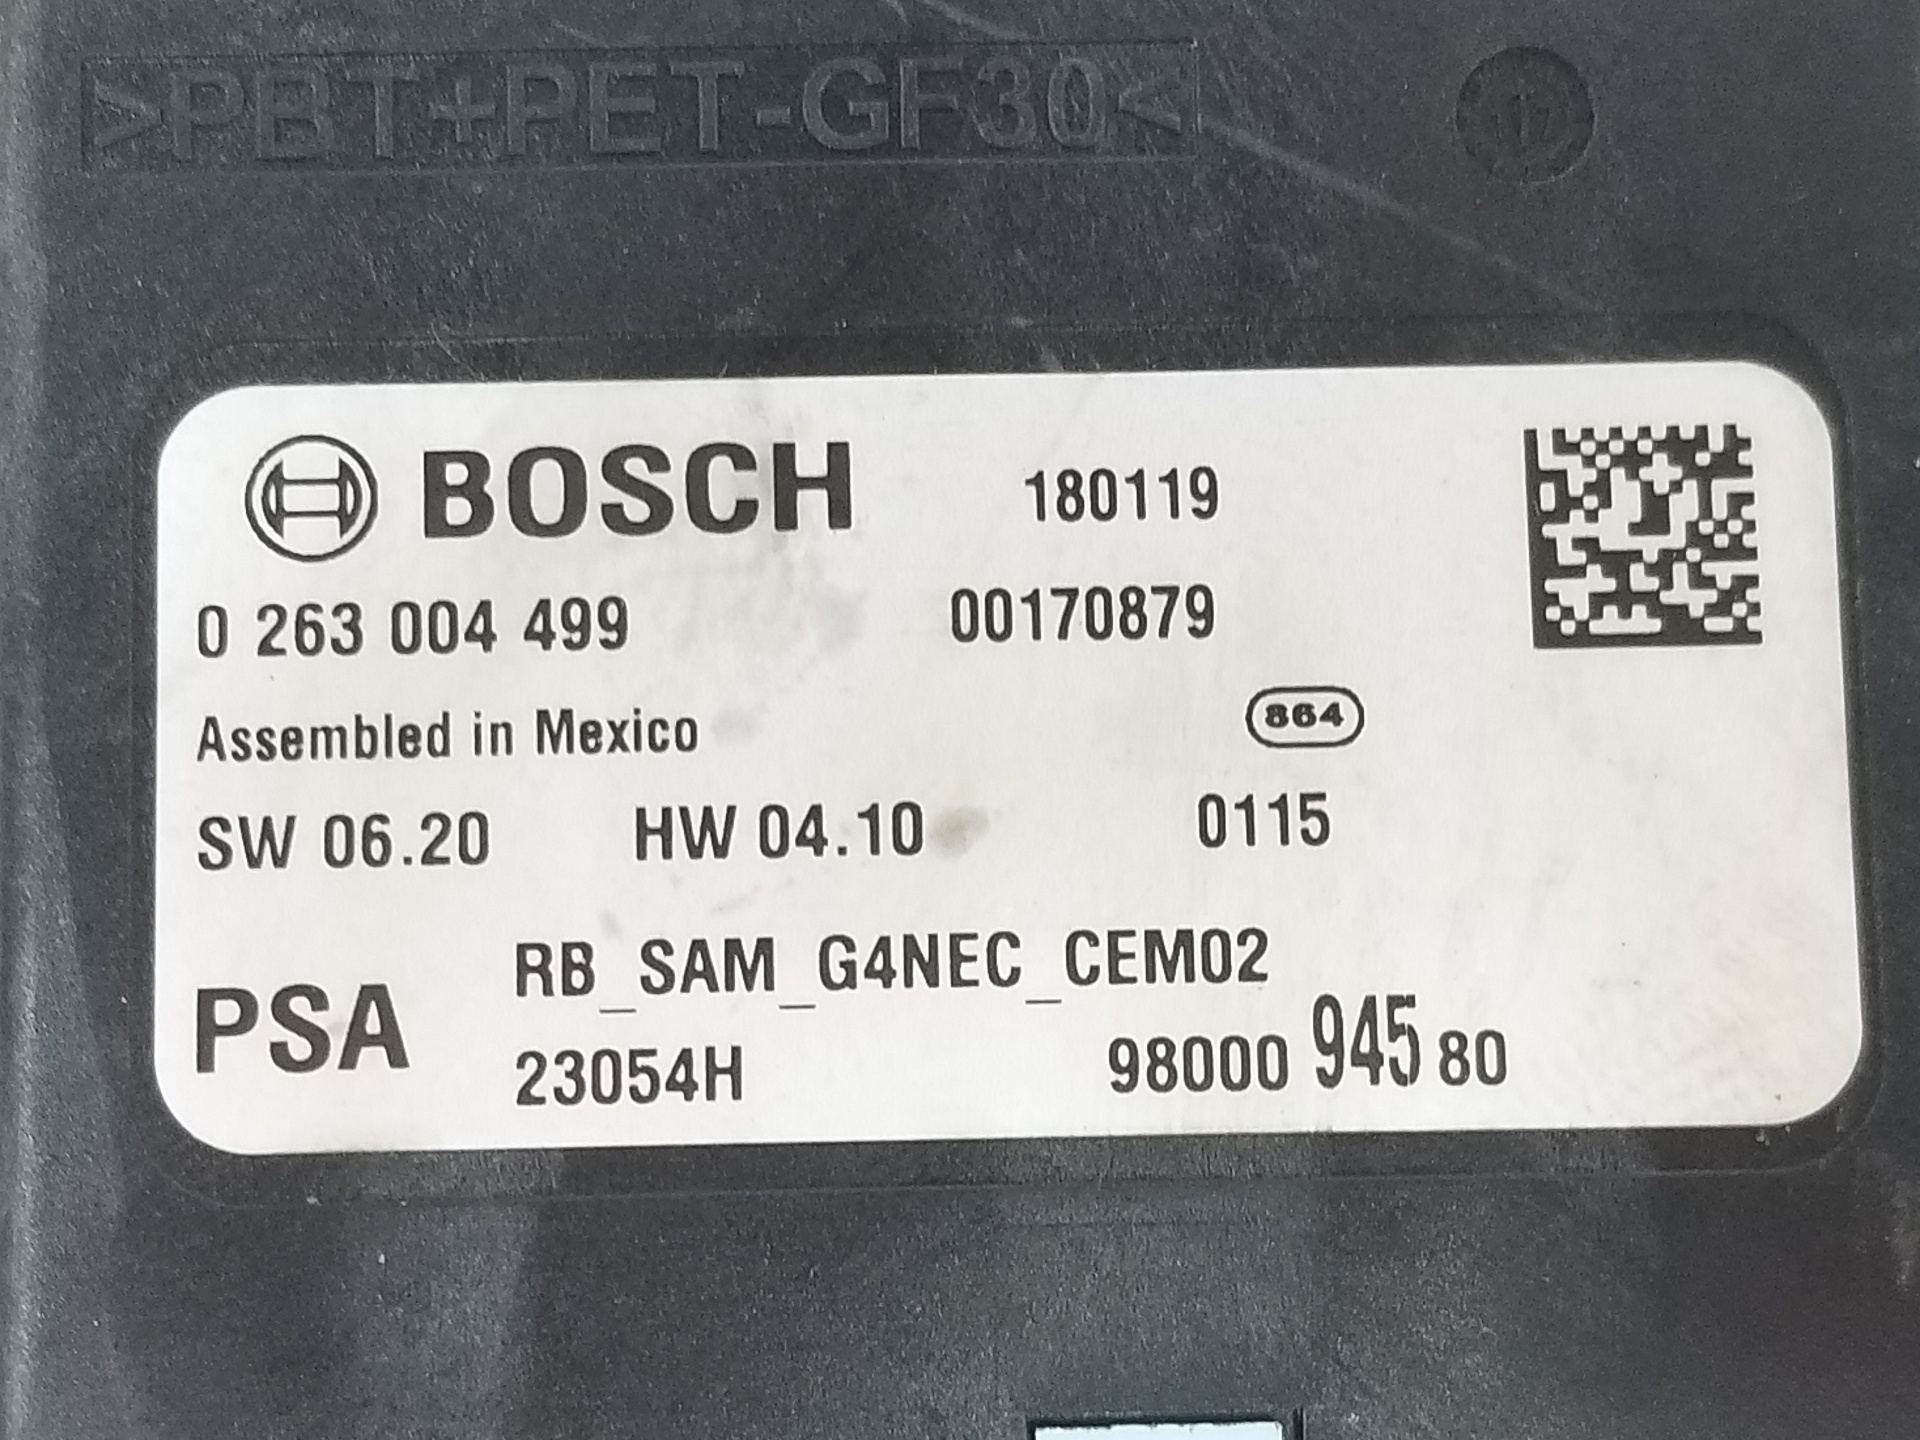 >PBT+PET-GF30<
BOSCH 180119
0 263 004 499 00170879
Assembled in Mexico 864
SW 06.20 HW 04.10 0115
RB_SAM_G4NEC_CEM02
PSA
23054H 98000 945 80